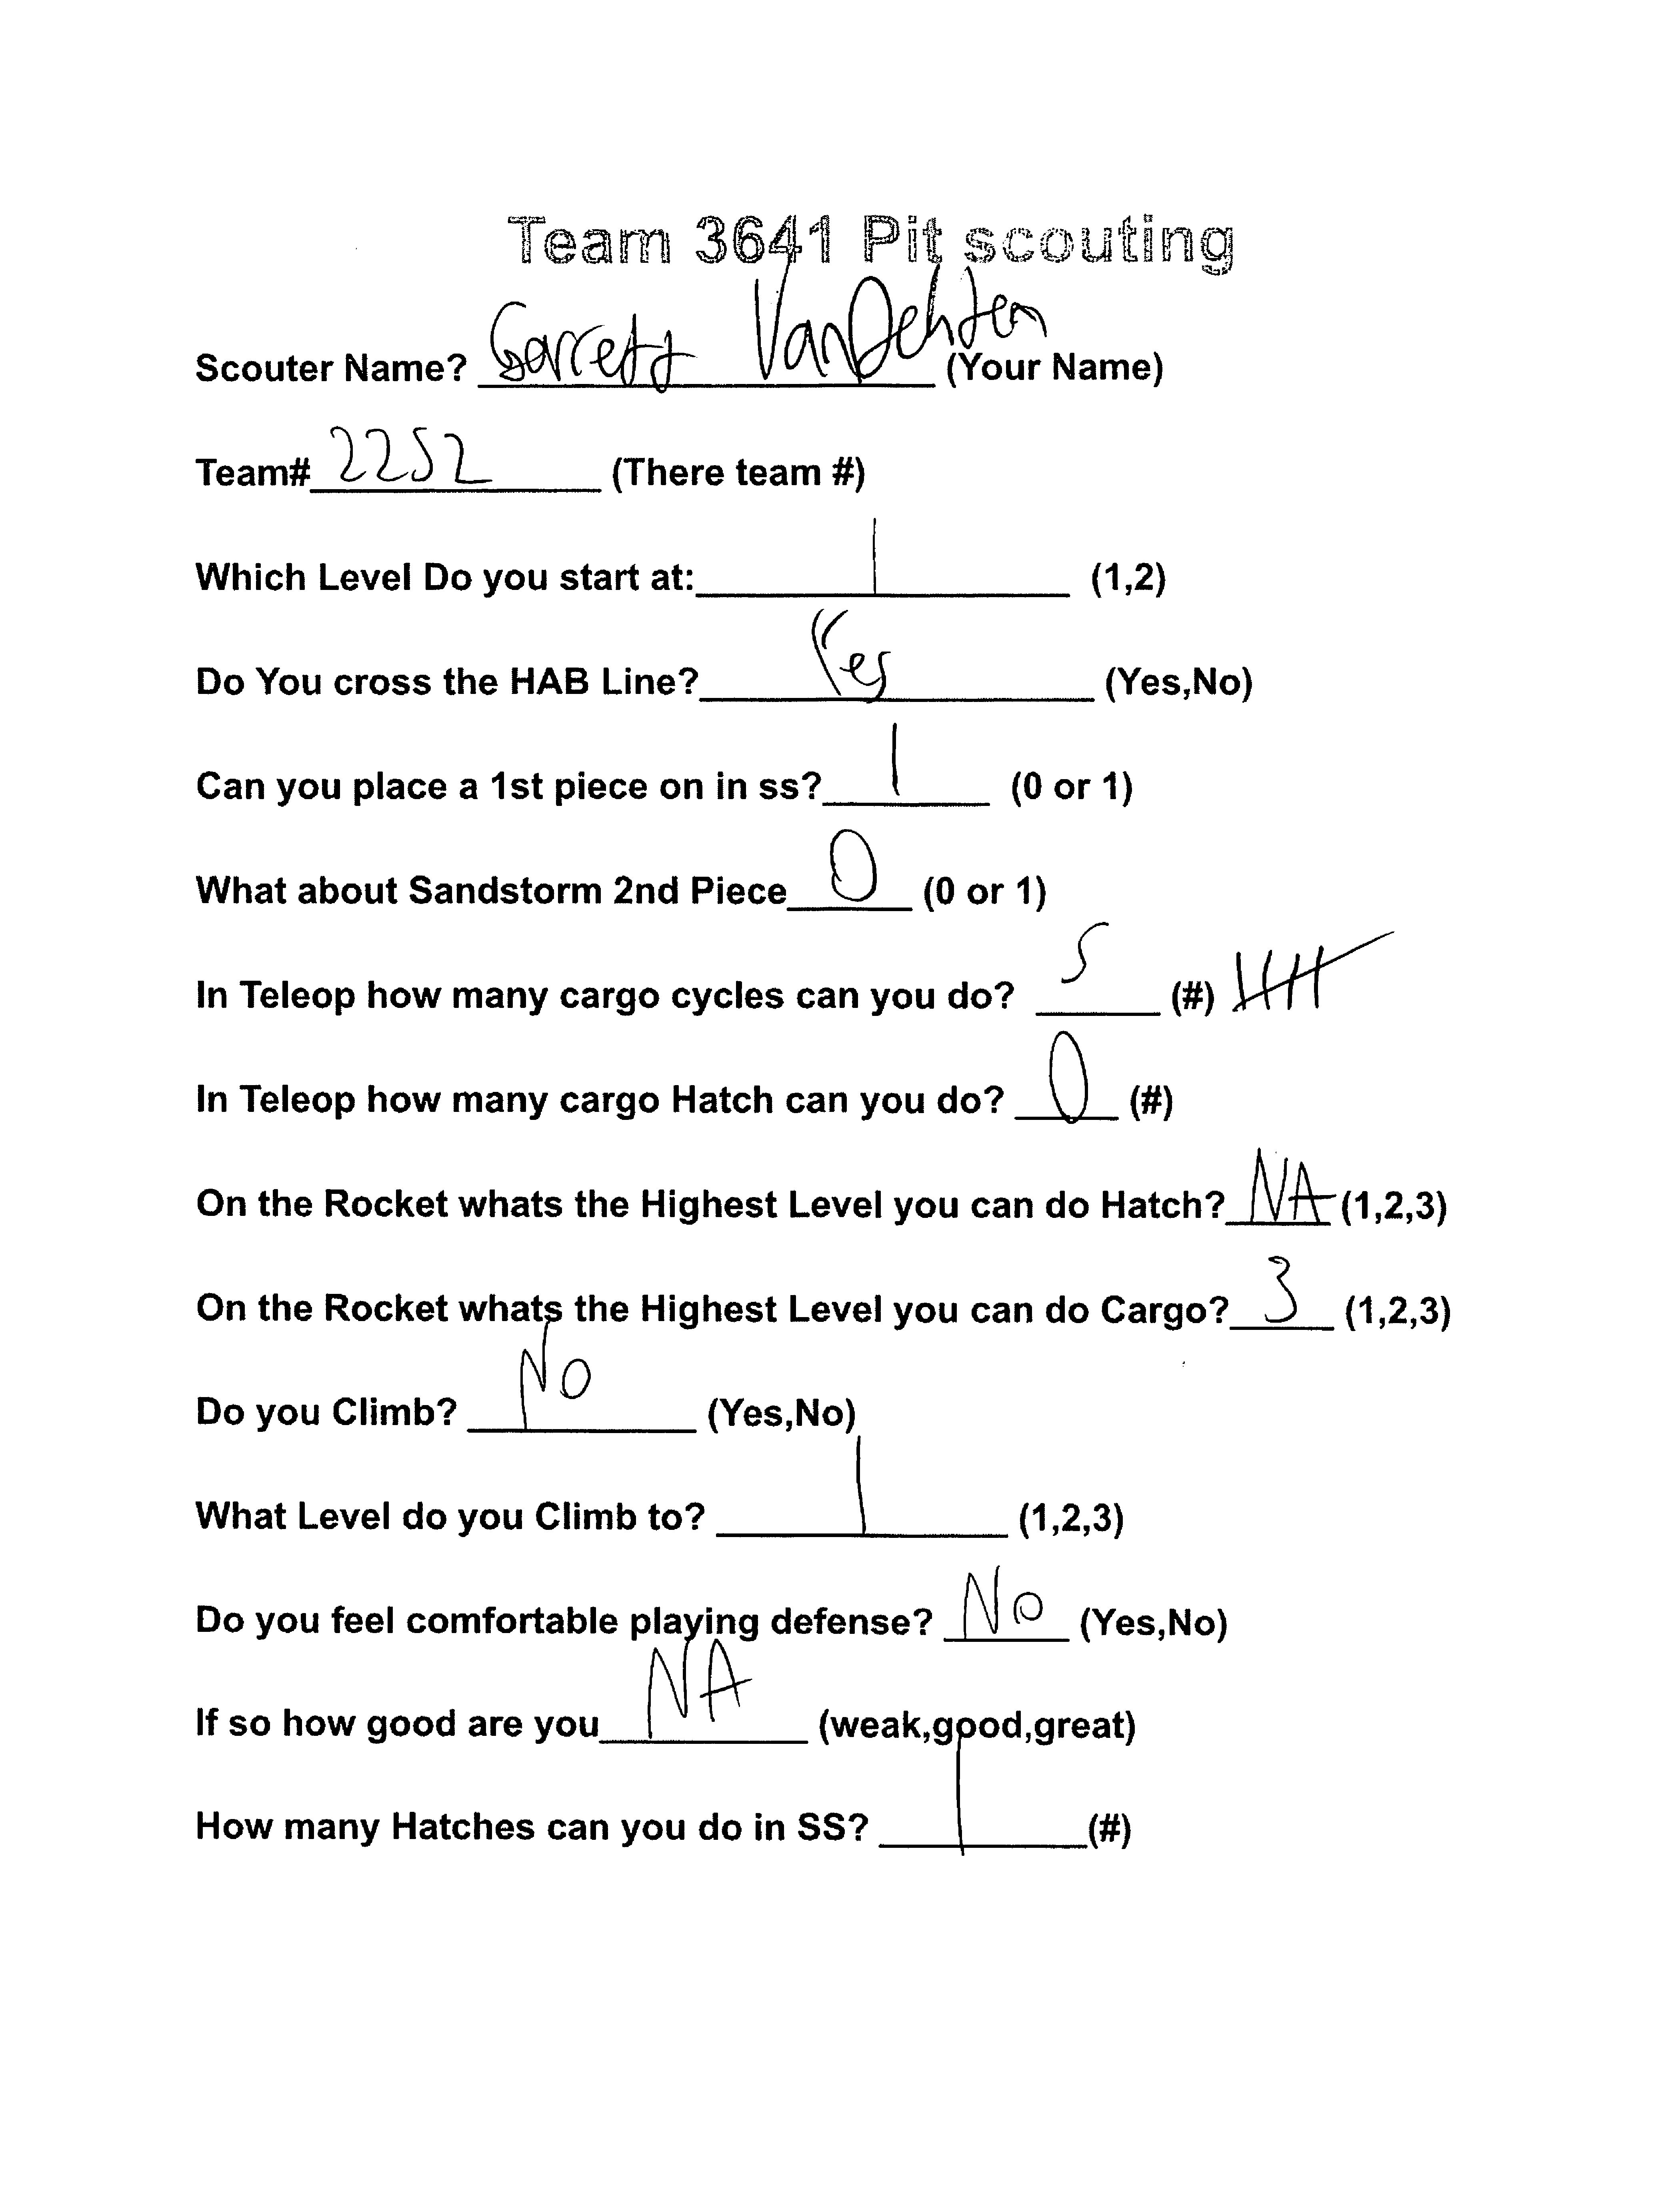 Team 3641 Pit scouting
Scouter Name? Garrett VanOchten (Your Name)
Team# 2252 (There team #)
Which Level Do you start at: 1 (1,2)
Do You cross the HAB Line? Yes (Yes,No)
Can you place a 1st piece on in ss? 1 (0 or 1)
What about Sandstorm 2nd Piece 0 (0 or 1)
In Teleop how many cargo cycles can you do? 5 (#)
In Teleop how many cargo Hatch can you do? 0 (#)
On the Rocket whats the Highest Level you can do Hatch? NA (1,2,3)
On the Rocket whats the Highest Level you can do Cargo? 3 (1,2,3)
Do you Climb? No (Yes,No)
What Level do you Climb to? 1 (1,2,3)
Do you feel comfortable playing defense? No (Yes,No)
If so how good are you NA (weak,good,great)
How many Hatches can you do in SS? 1 (#)